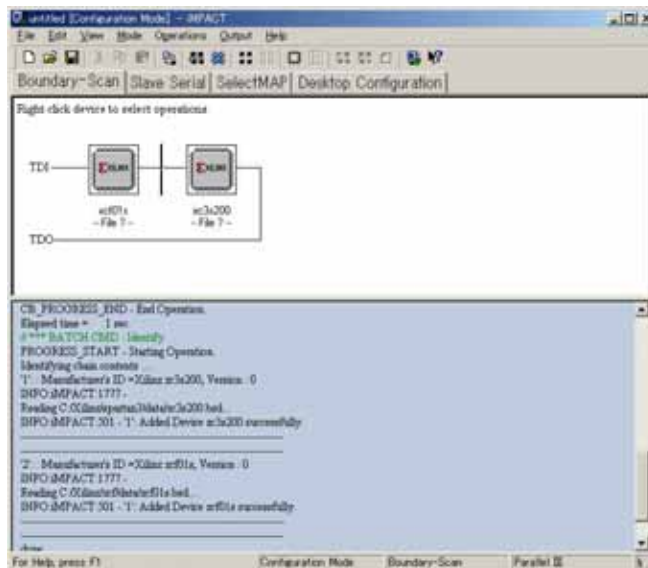 untitled [Configuration Mode] - iMPACT
File Edit View Mode Operations Output Help
Boundary-Scan Slave Serial SelectMAP Desktop Configuration
Right click device to select operations
TDI
XILINX XILINX
xcf01s xc3s200
- File ? - - File ? -
TDO
CB_PROGRESS_END - End Operation.
Elapsed time = 1 sec.
// *** BATCH CMD : Identify
PROGRESS_START - Starting Operation.
Identifying chain contents ....
'1': : Manufacturer's ID =Xilinx xc3s200, Version : 0
INFO:iMPACT:1777 -
Reading C:/Xilinx/spartan3/data/xc3s200.bsd...
INFO:iMPACT:501 - '1': Added Device xc3s200 successfully.
'2': : Manufacturer's ID =Xilinx xcf01s, Version : 0
INFO:iMPACT:1777 -
Reading C:/Xilinx/xcf/data/xcf01s.bsd...
INFO:iMPACT:501 - '1': Added Device xcf01s successfully.
done.
For Help, press F1 Configuration Mode Boundary-Scan Parallel III